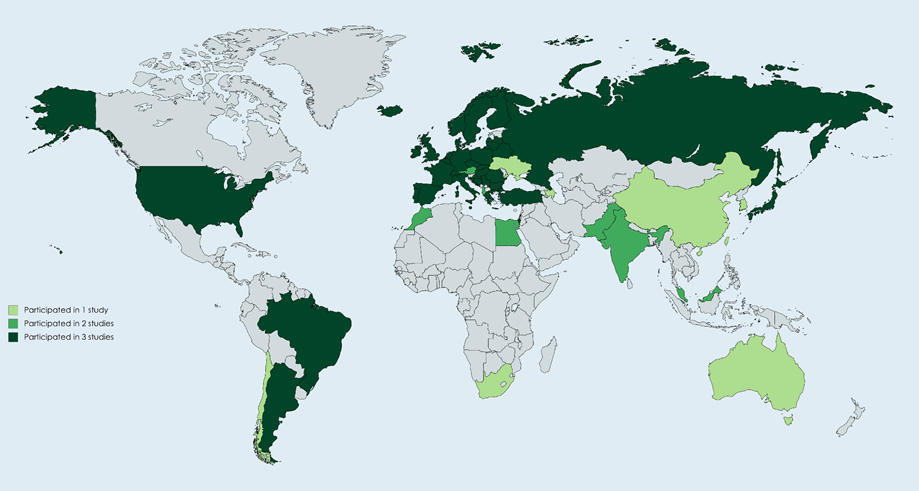 Participated in 1 study
Participated in 2 studies
Participated in 3 studies